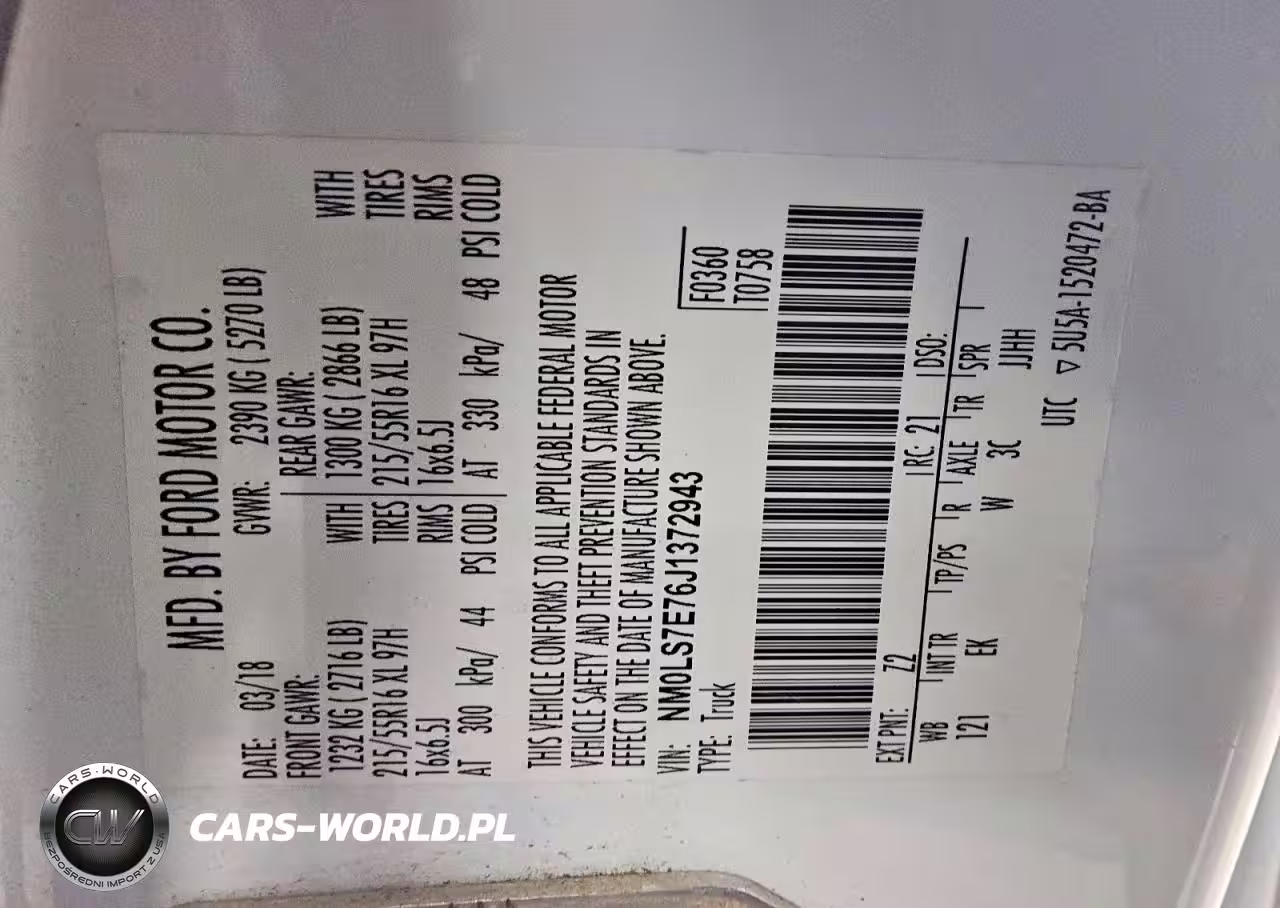 MFD. BY FORD MOTOR CO.
DATE: 03/18 GVWR: 2390 KG ( 5270 LB)
FRONT GAWR: REAR GAWR:
1232 KG ( 2716 LB) WITH 1300 KG ( 2866 LB) WITH
215/55R16 XL 97H TIRES 215/55R16 XL 97H TIRES
16x6.5J RIMS 16x6.5J RIMS
AT 300 kPa/ 44 PSI COLD AT 330 kPa/ 48 PSI COLD
THIS VEHICLE CONFORMS TO ALL APPLICABLE FEDERAL MOTOR
VEHICLE SAFETY AND THEFT PREVENTION STANDARDS IN
EFFECT ON THE DATE OF MANUFACTURE SHOWN ABOVE.
VIN: NM0LS7E76J1372943 F0360
TYPE: Truck T0758
EXT PNT: Z2 RC: 21 DSO:
WB INT TR TP/PS R AXLE TR SPR
121 EK W 3C JJHH
UTC ▽ 5U5A-1520472-BA
CARS-WORLD
CW
BEZPOŚREDNI IMPORT Z USA
CARS-WORLD.PL